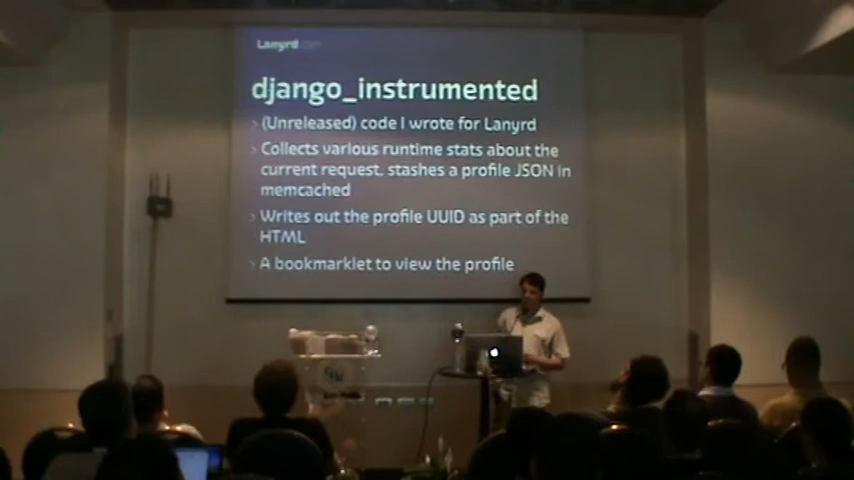 Lanyrd.com
django_instrumented
› (Unreleased) code I wrote for Lanyrd
› Collects various runtime stats about the
current request, stashes a profile JSON in
memcached
› Writes out the profile UUID as part of the
HTML
› A bookmarklet to view the profile